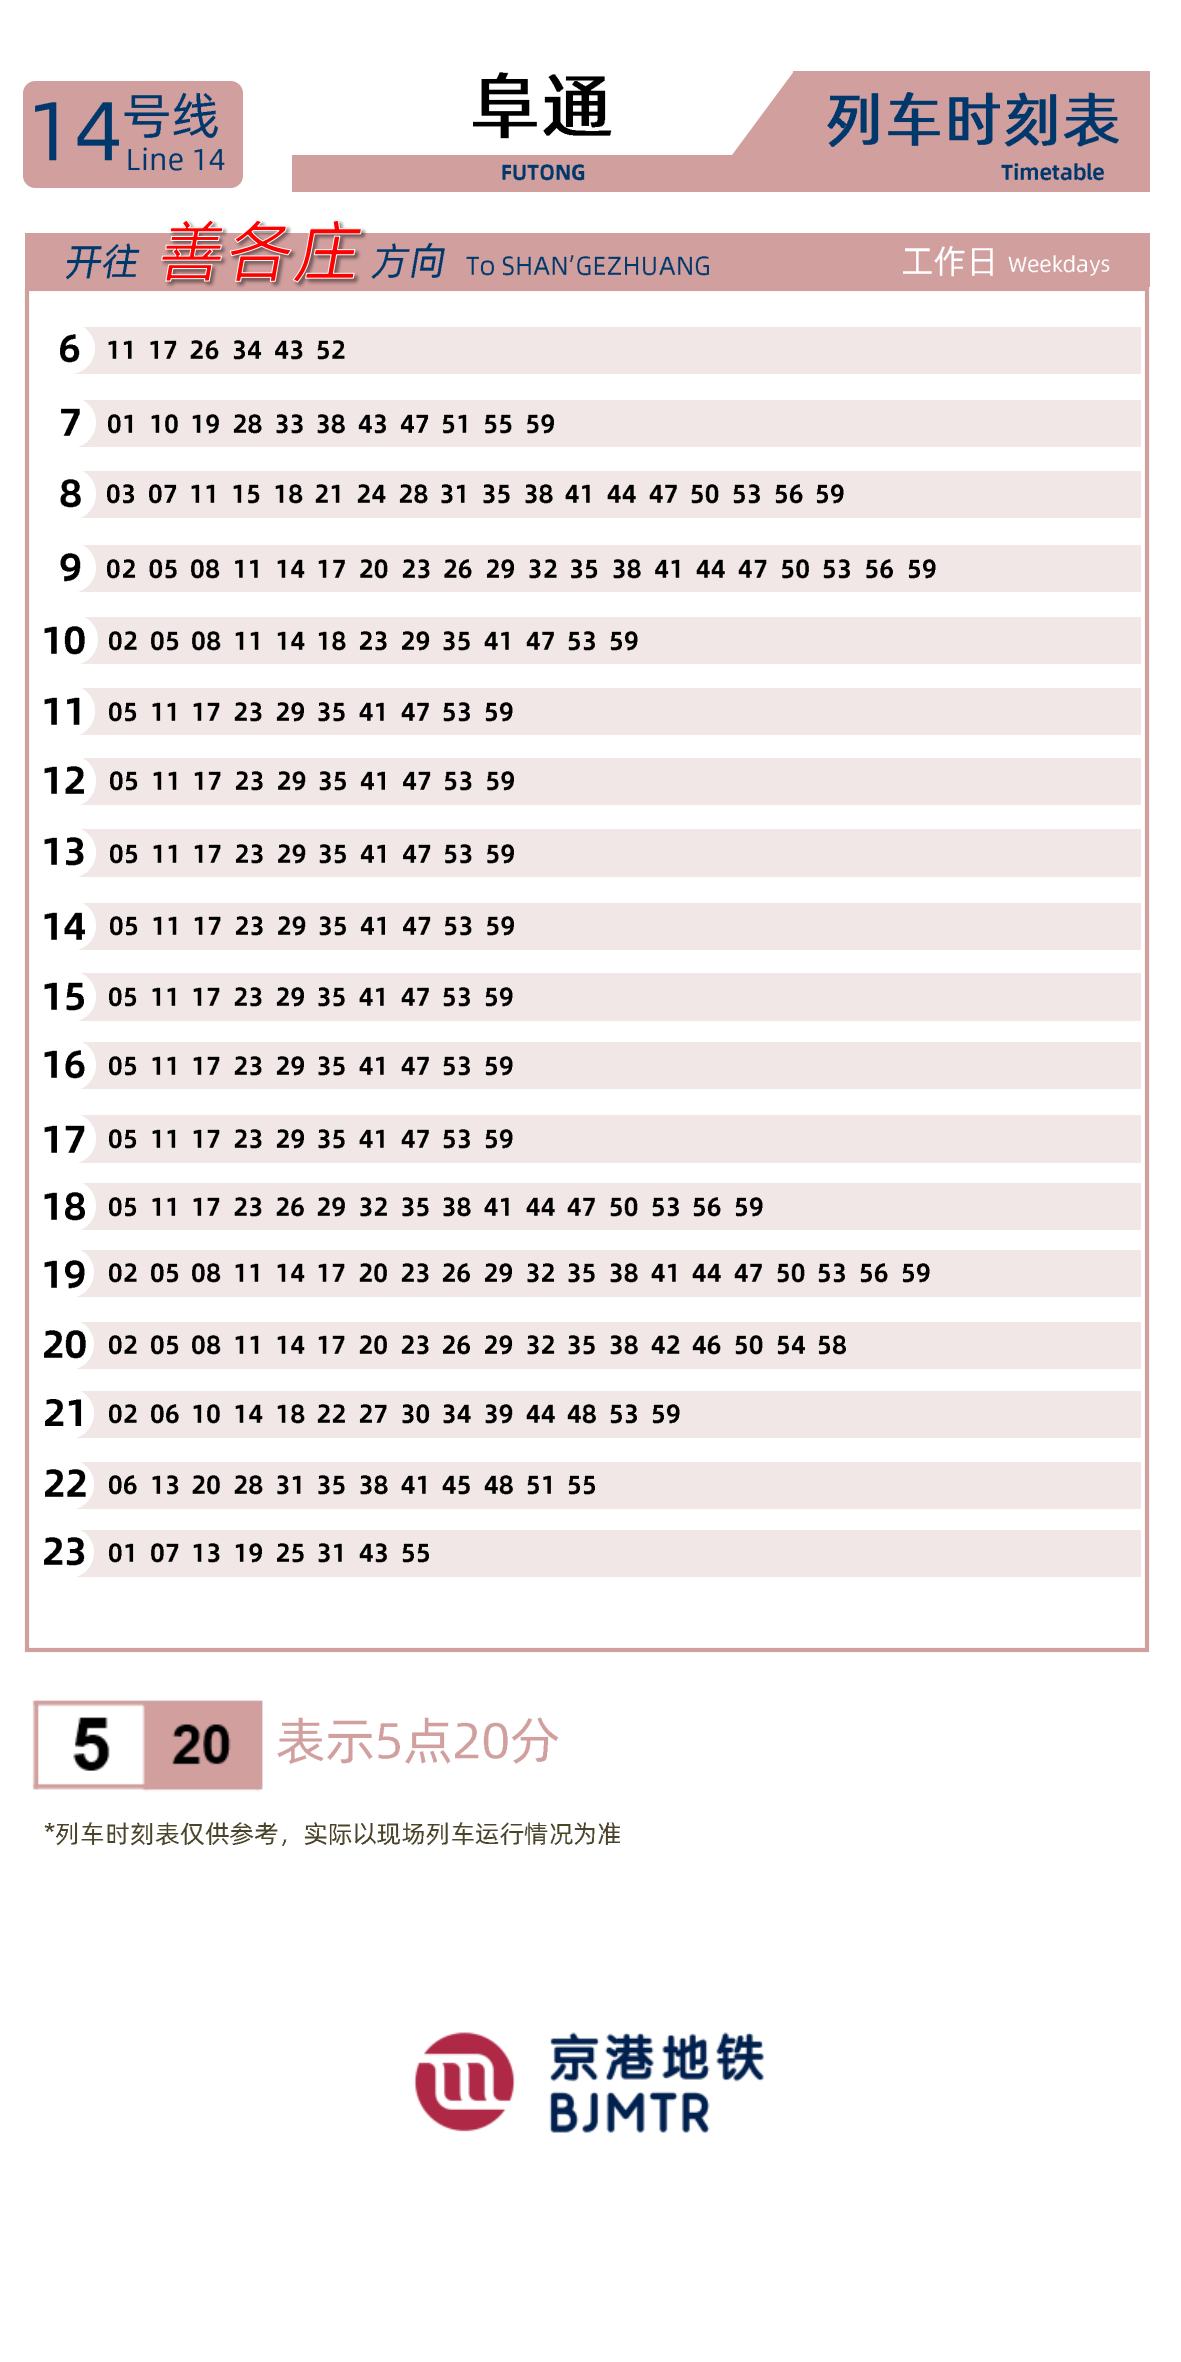 14号线
Line 14
阜通
FUTONG
列车时刻表
Timetable
开往 善各庄 方向 To SHAN’GEZHUANG 工作日 Weekdays
6 11 17 26 34 43 52
7 01 10 19 28 33 38 43 47 51 55 59
8 03 07 11 15 18 21 24 28 31 35 38 41 44 47 50 53 56 59
9 02 05 08 11 14 17 20 23 26 29 32 35 38 41 44 47 50 53 56 59
10 02 05 08 11 14 18 23 29 35 41 47 53 59
11 05 11 17 23 29 35 41 47 53 59
12 05 11 17 23 29 35 41 47 53 59
13 05 11 17 23 29 35 41 47 53 59
14 05 11 17 23 29 35 41 47 53 59
15 05 11 17 23 29 35 41 47 53 59
16 05 11 17 23 29 35 41 47 53 59
17 05 11 17 23 29 35 41 47 53 59
18 05 11 17 23 26 29 32 35 38 41 44 47 50 53 56 59
19 02 05 08 11 14 17 20 23 26 29 32 35 38 41 44 47 50 53 56 59
20 02 05 08 11 14 17 20 23 26 29 32 35 38 42 46 50 54 58
21 02 06 10 14 18 22 27 30 34 39 44 48 53 59
22 06 13 20 28 31 35 38 41 45 48 51 55
23 01 07 13 19 25 31 43 55
5 20 表示5点20分
*列车时刻表仅供参考，实际以现场列车运行情况为准
京港地铁
BJMTR